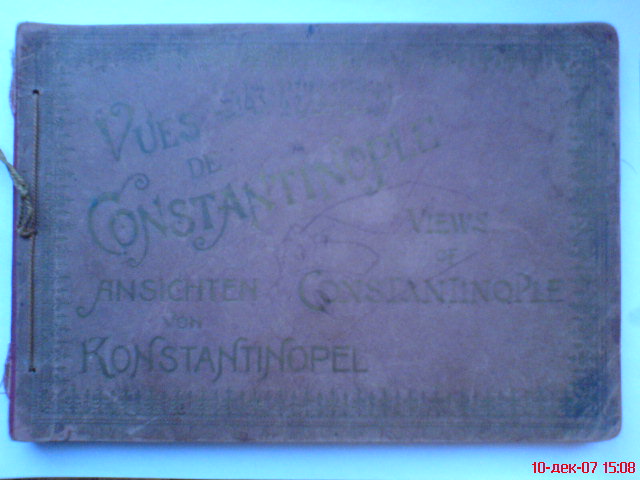 VUES
DE
CONSTANTINOPLE
VIEWS
OF
CONSTANTINOPLE
ANSICHTEN
VON
KONSTANTINOPEL
10-дек-07 15:08